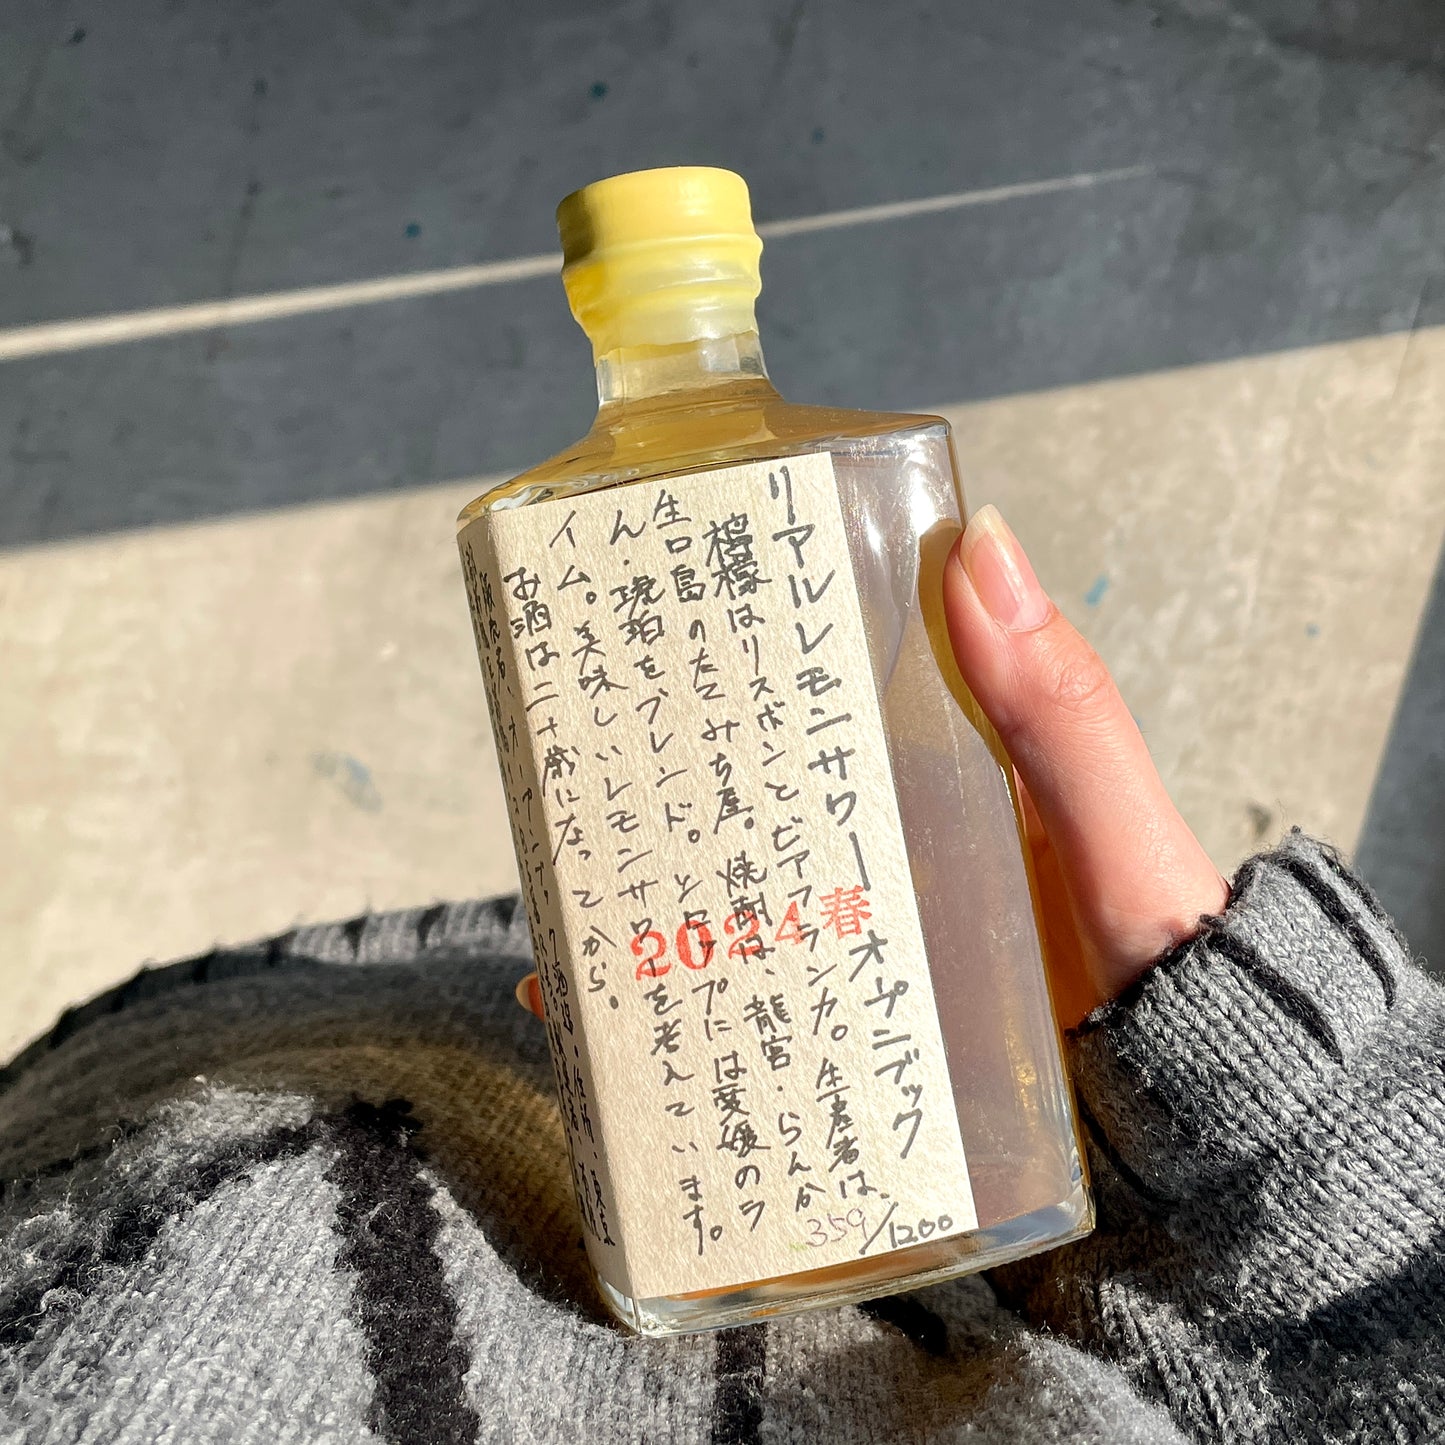 リアルレモンサワー オープンブック
檸檬はリスボンとビアフランカ。生産者は、
生口島のたてみち屋。焼酎は、龍宮・らんか
ん・琥珀をブレンド。シロップには愛媛のラ
イム。美味しいレモンサワーを考えています。
お酒は二十歳になってから。
2024春
359/1200